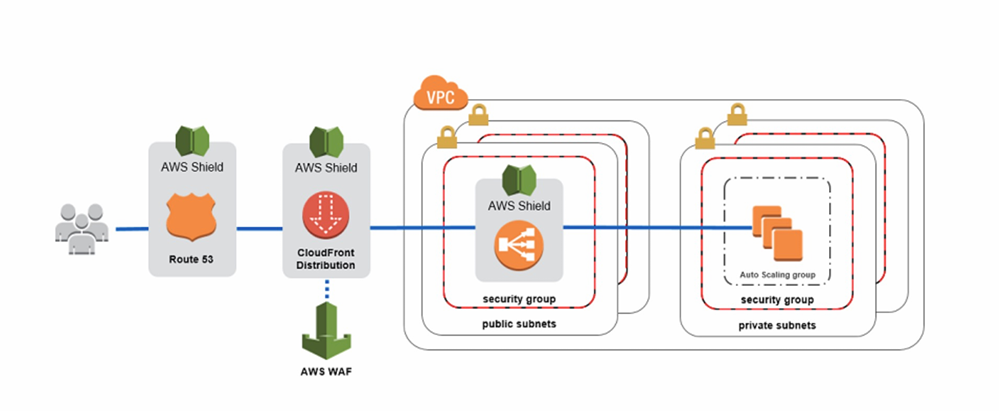 VPC
AWS Shield
Route 53
AWS Shield
CloudFront
Distribution
AWS WAF
AWS Shield
security group
public subnets
Auto Scaling group
security group
private subnets